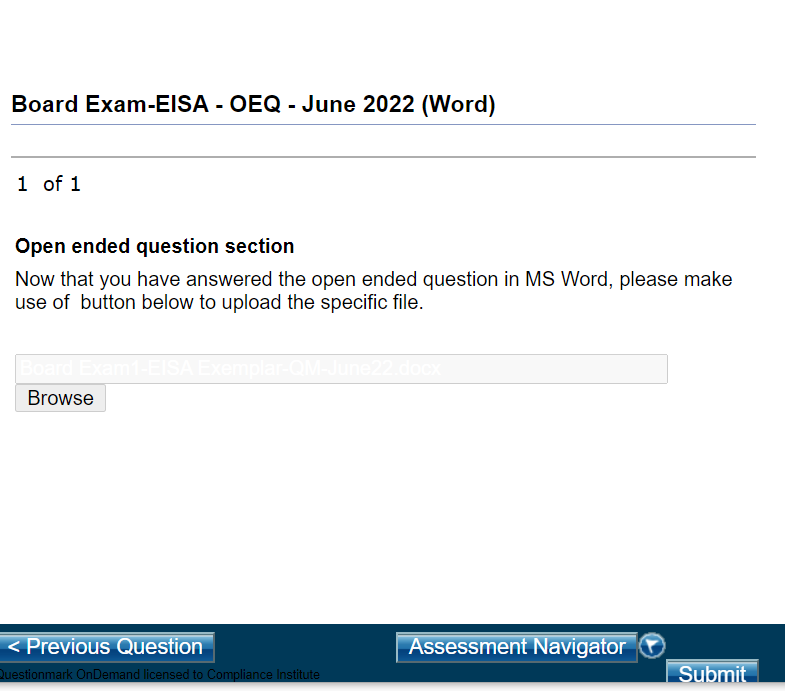 Board Exam-EISA - OEQ - June 2022 (Word)
1 of 1
Open ended question section
Now that you have answered the open ended question in MS Word, please make
use of button below to upload the specific file.
Board Exam1-EISA Exemplar-QM-June22.docx
Browse
< Previous Question
Assessment Navigator
Questionmark OnDemand licensed to Compliance Institute
Submit